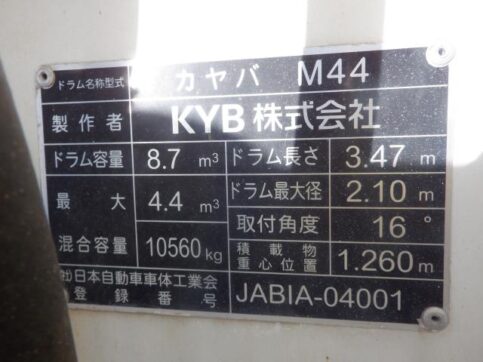 ドラム名称型式 カヤバ M44
製作者 KYB 株式会社
ドラム容量 8.7 m³ ドラム長さ 3.47 m
最大 4.4 m³ ドラム最大径 2.10 m
混合容量 10560 kg 取付角度 16°
積載物重心位置 1.260 m
㈳日本自動車車体工業会
登録番号 JABIA-04001